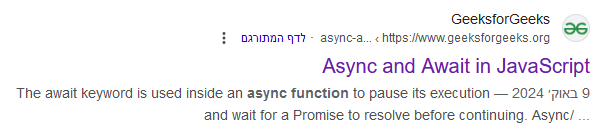 GeeksforGeeks
https://www.geeksforgeeks.org › async-a... · לדף המתורגם
Async and Await in JavaScript
9 באוק׳ 2024 — The await keyword is used inside an async function to pause its execution
and wait for a Promise to resolve before continuing. Async/ ...